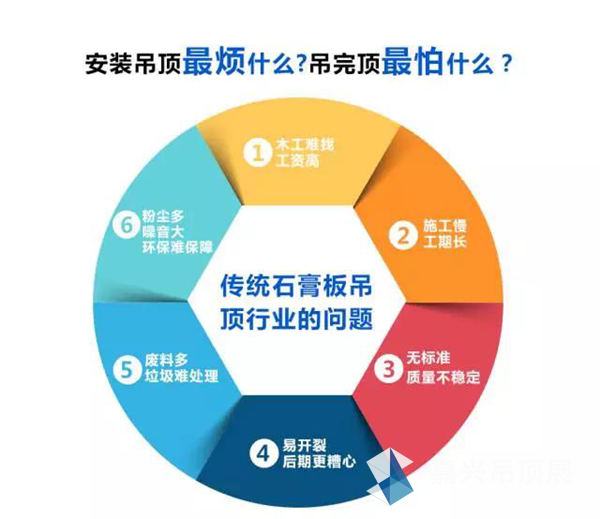 安装吊顶最烦什么?吊完顶最怕什么?
1
木工难找
工资高
2
施工慢
工期长
3
无标准
质量不稳定
4
易开裂
后期更糟心
5
废料多
垃圾难处理
6
粉尘多
噪音大
环保难保障
传统石膏板吊
顶行业的问题